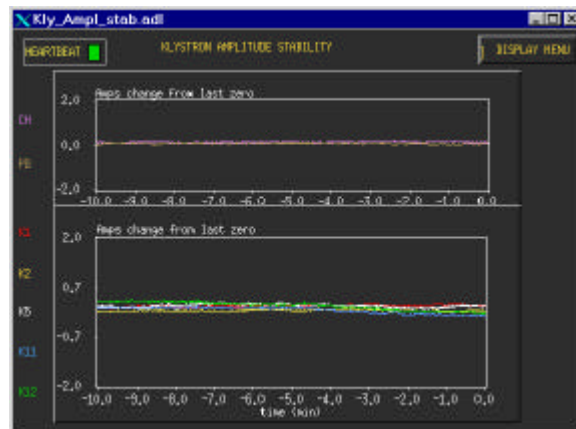 Kly_Ampl_stab.adl
HEARTBEAT
KLYSTRON AMPLITUDE STABILITY
DISPLAY MENU
Amps change from last zero
2.0
0.0
-2.0
-10.0 -9.0 -8.0 -7.0 -6.0 -5.0 -4.0 -3.0 -2.0 -1.0 0.0
PB
K1
K2
K5
K11
K12
Amps change from last zero
2.0
0.7
-0.7
-2.0
-10.0 -9.0 -8.0 -7.0 -6.0 -5.0 -4.0 -3.0 -2.0 -1.0 0.0
time (min)